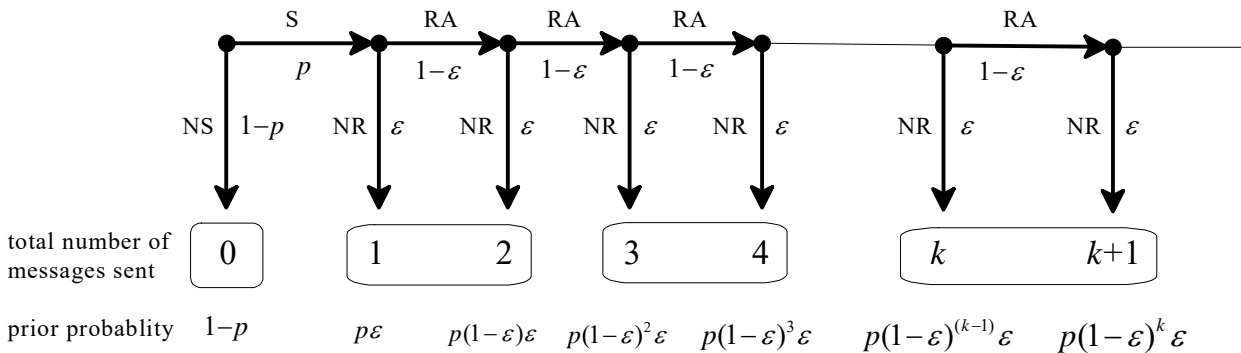 S RA RA RA RA
p 1−ε 1−ε 1−ε 1−ε
NS 1−p NR ε NR ε NR ε NR ε NR ε NR ε
total number of
messages sent
0 1 2 3 4 k k+1
prior probablity 1−p pε p(1−ε)ε p(1−ε)²ε p(1−ε)³ε p(1−ε)⁽ᵏ⁻¹⁾ε p(1−ε)ᵏε